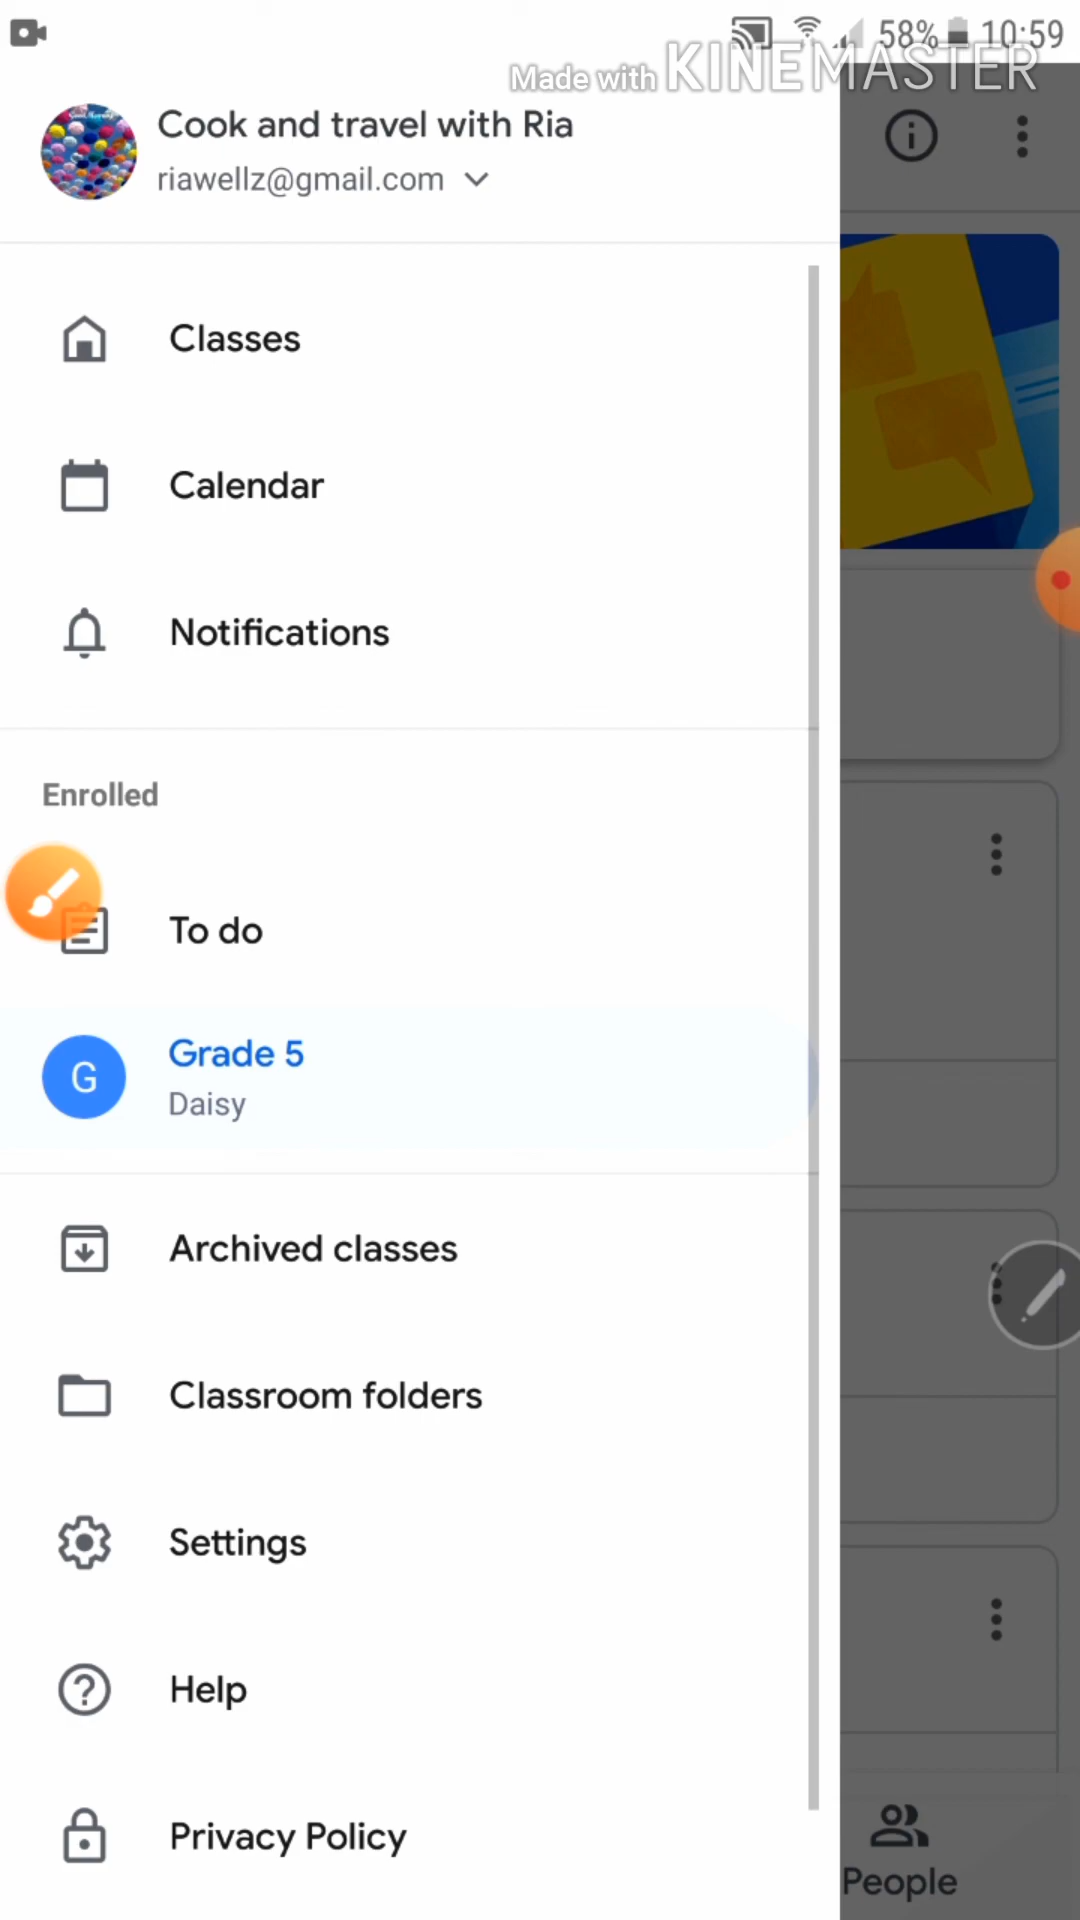 58% 10:59
Made with KINEMASTER
Cook and travel with Ria
riawellz@gmail.com
Classes
Calendar
Notifications
Enrolled
To do
G
Grade 5
Daisy
Archived classes
Classroom folders
Settings
Help
Privacy Policy
People